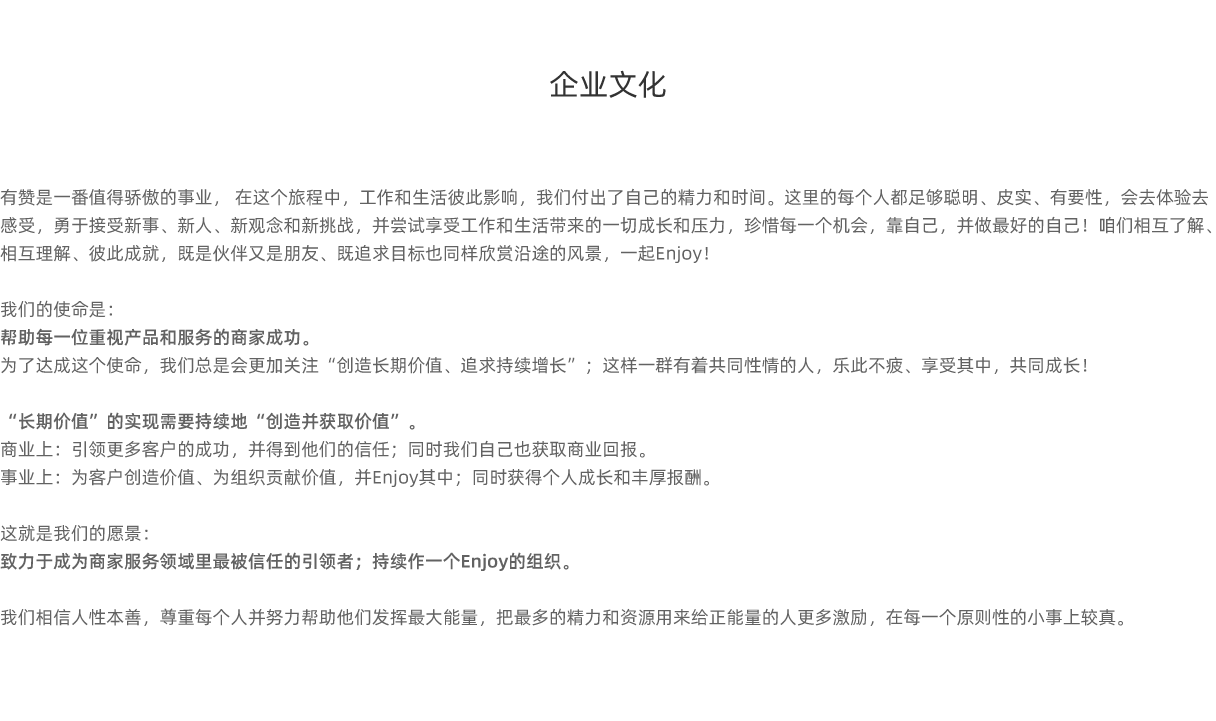 企业文化
有赞是一番值得骄傲的事业， 在这个旅程中，工作和生活彼此影响，我们付出了自己的精力和时间。这里的每个人都足够聪明、皮实、有要性，会去体验去
感受，勇于接受新事、新人、新观念和新挑战，并尝试享受工作和生活带来的一切成长和压力，珍惜每一个机会，靠自己，并做最好的自己！咱们相互了解、
相互理解、彼此成就，既是伙伴又是朋友、既追求目标也同样欣赏沿途的风景，一起Enjoy！
我们的使命是：
帮助每一位重视产品和服务的商家成功。
为了达成这个使命，我们总是会更加关注“创造长期价值、追求持续增长”；这样一群有着共同性情的人，乐此不疲、享受其中，共同成长！
“长期价值”的实现需要持续地“创造并获取价值”。
商业上：引领更多客户的成功，并得到他们的信任；同时我们自己也获取商业回报。
事业上：为客户创造价值、为组织贡献价值，并Enjoy其中；同时获得个人成长和丰厚报酬。
这就是我们的愿景：
致力于成为商家服务领域里最被信任的引领者；持续作一个Enjoy的组织。
我们相信人性本善，尊重每个人并努力帮助他们发挥最大能量，把最多的精力和资源用来给正能量的人更多激励，在每一个原则性的小事上较真。